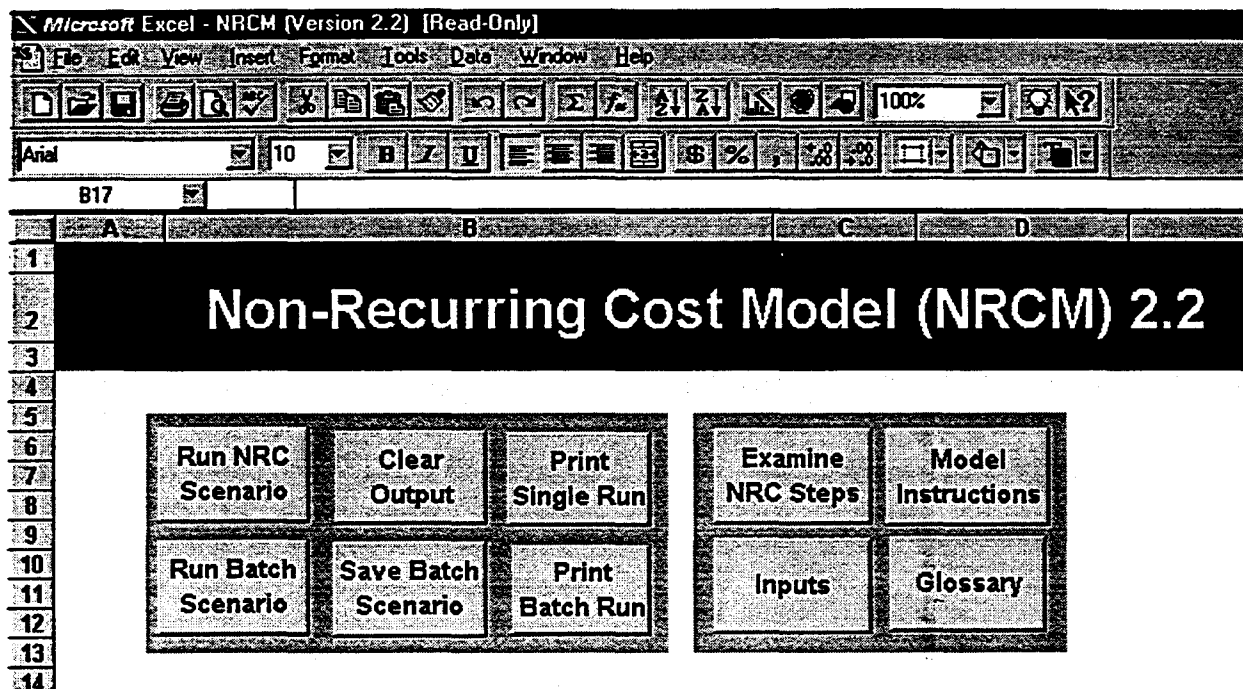 Microsoft Excel - NRCM (Version 2.2) [Read-Only]
File Edit View Insert Format Tools Data Window Help
100%
Arial 10 B I U $ % ,
B17
A B C D
1
2 Non-Recurring Cost Model (NRCM) 2.2
3
4
5
6
7
8
9
10
11
12
13
14
Run NRC
Scenario
Clear
Output
Print
Single Run
Run Batch
Scenario
Save Batch
Scenario
Print
Batch Run
Examine
NRC Steps
Model
Instructions
Inputs
Glossary